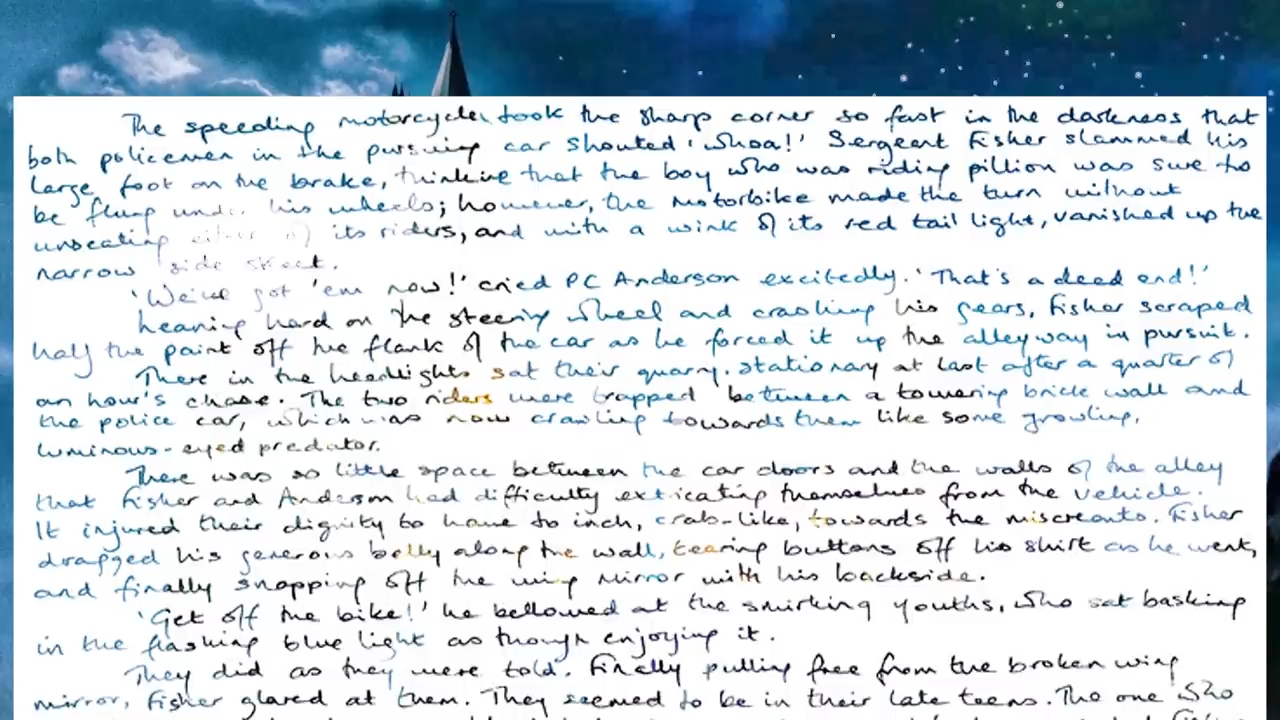 The speeding motorcycle took the sharp corner so fast in the darkness that
both policemen in the pursuing car shouted 'whoa!' Sergeant Fisher slammed his
large foot on the brake, thinking that the boy who was riding pillion was sure to
be flung under his wheels; however, the motorbike made the turn without
unseating either of its riders, and with a wink of its red tail light, vanished up the
narrow side street.
'We've got 'em now!' cried PC Anderson excitedly. 'That's a dead end!'
Leaning hard on the steering wheel and crashing his gears, Fisher scraped
half the paint off the flank of the car as he forced it up the alleyway in pursuit.
There in the headlights sat their quarry, stationary at last after a quarter of
an hour's chase. The two riders were trapped between a towering brick wall and
the police car, which was now crawling towards them like some growling,
luminous-eyed predator.
There was so little space between the car doors and the walls of the alley
that Fisher and Anderson had difficulty extricating themselves from the vehicle.
It injured their dignity to have to inch, crab-like, towards the miscreants. Fisher
dragged his generous belly along the wall, tearing buttons off his shirt as he went,
and finally snapping off the wing mirror with his backside.
'Get off the bike!' he bellowed at the smirking youths, who sat basking
in the flashing blue light as though enjoying it.
They did as they were told. Finally pulling free from the broken wing
mirror, Fisher glared at them. They seemed to be in their late teens. The one who